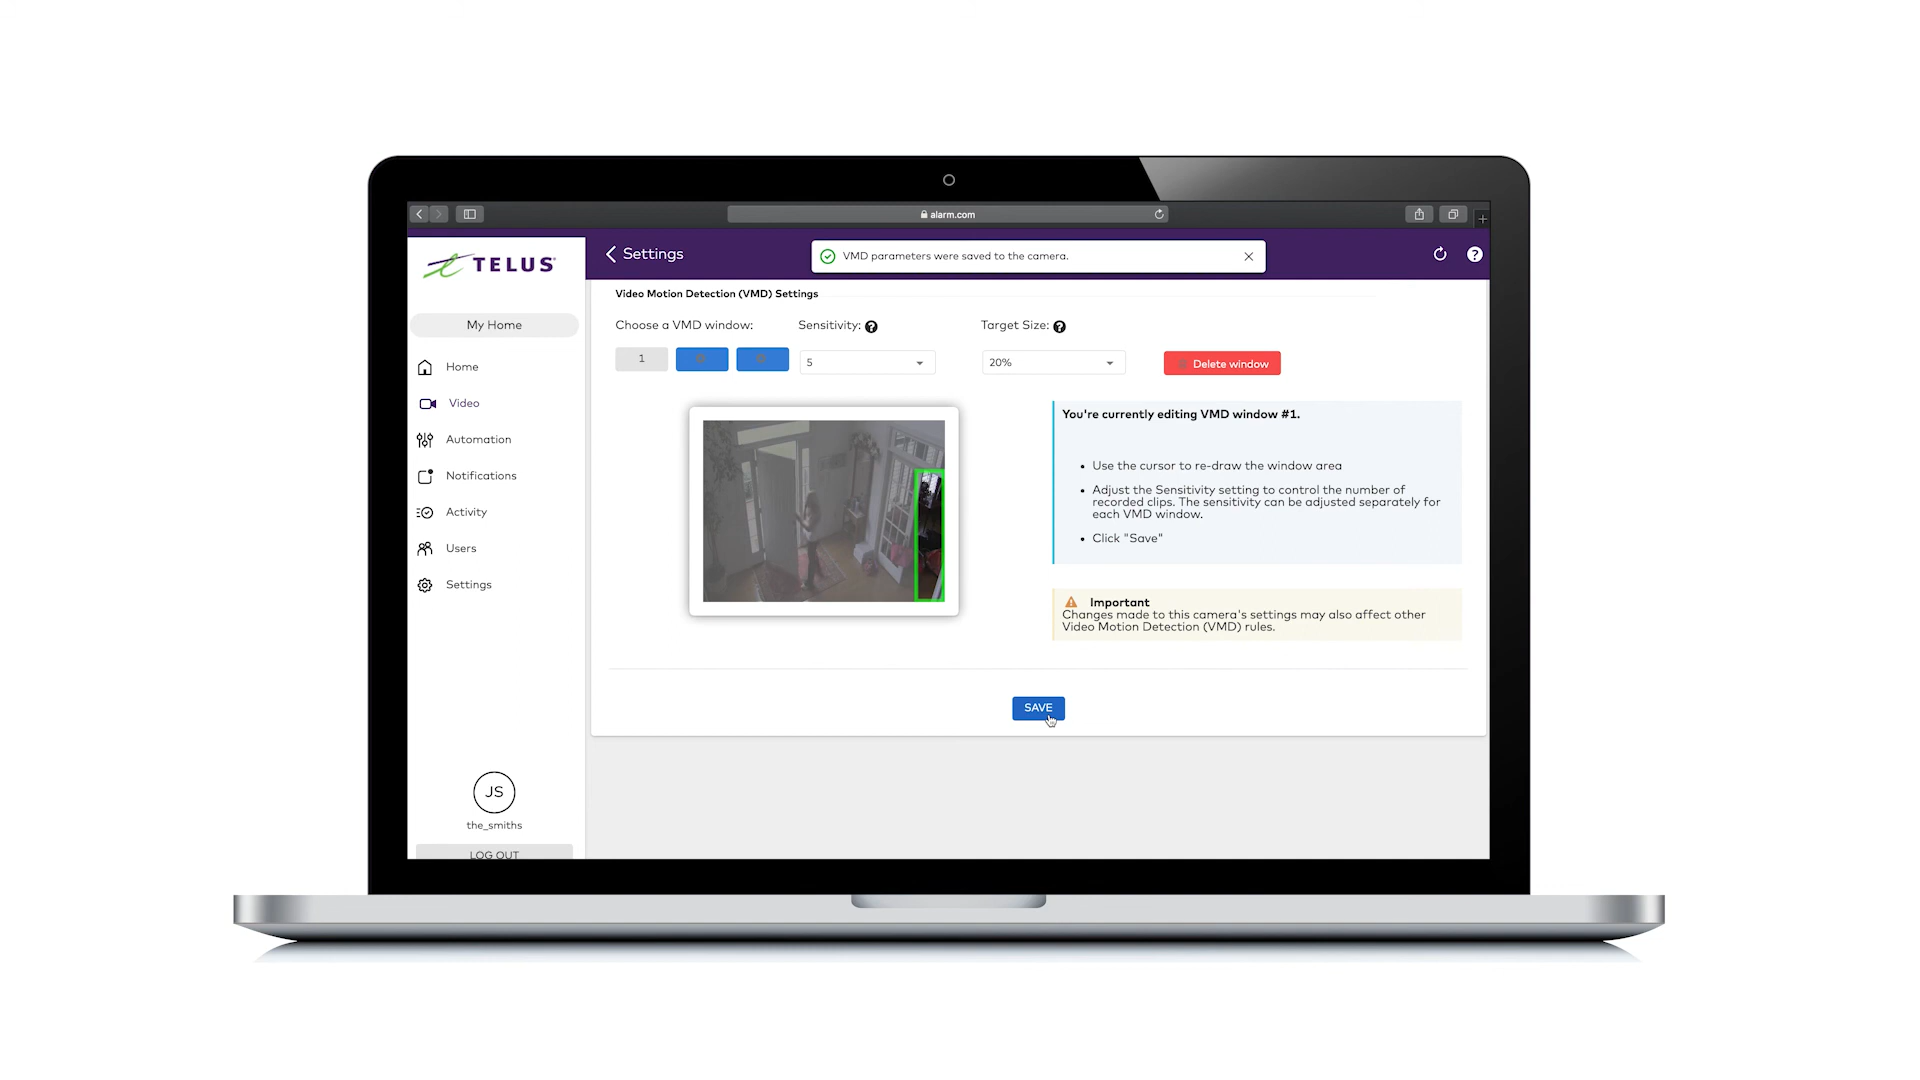 alarm.com
TELUS
Settings
VMD parameters were saved to the camera.
My Home
Home
Video
Automation
Notifications
Activity
Users
Settings
JS
the_smiths
LOG OUT
Video Motion Detection (VMD) Settings
Choose a VMD window:
Sensitivity:
Target Size:
1
5
20%
Delete window
You're currently editing VMD window #1.
Use the cursor to re-draw the window area
Adjust the Sensitivity setting to control the number of
recorded clips. The sensitivity can be adjusted separately for
each VMD window.
Click "Save"
Important
Changes made to this camera's settings may also affect other
Video Motion Detection (VMD) rules.
SAVE